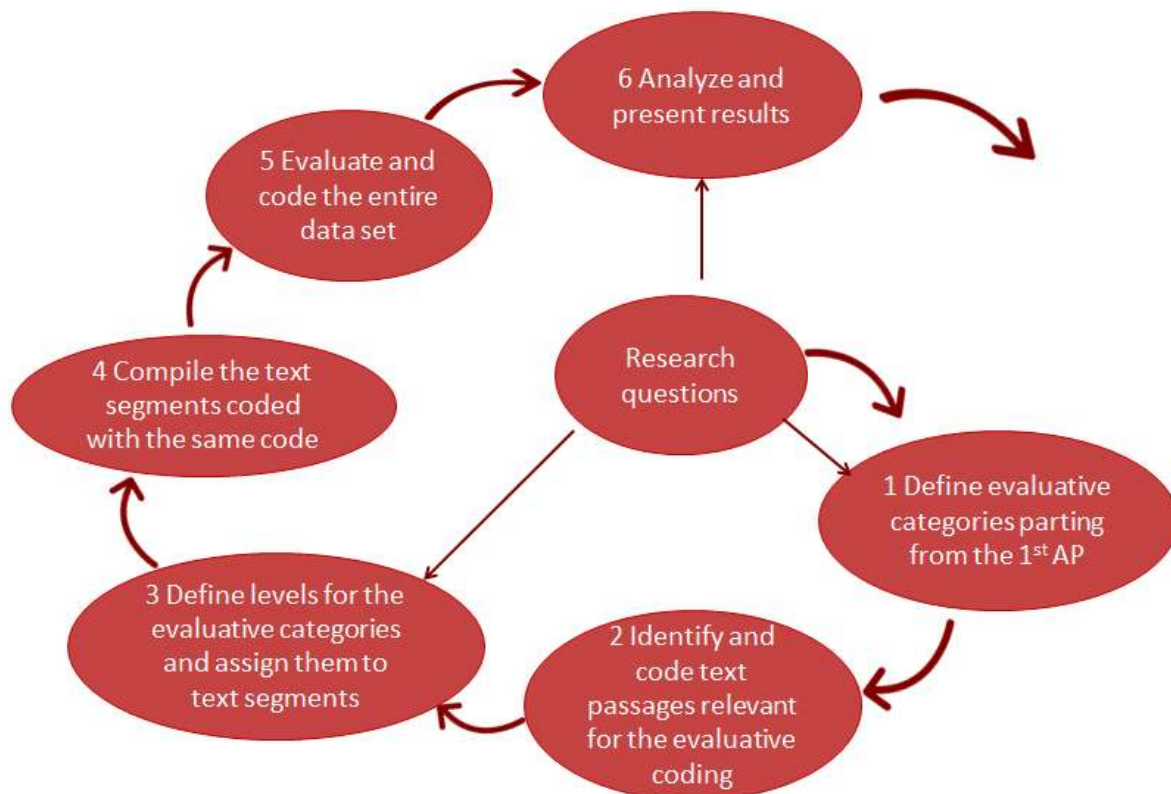 6 Analyze and
present results
5 Evaluate and
code the entire
data set
4 Compile the text
segments coded
with the same code
Research
questions
1 Define evaluative
categories parting
from the 1st AP
3 Define levels for the
evaluative categories
and assign them to
text segments
2 Identify and
code text
passages relevant
for the evaluative
coding